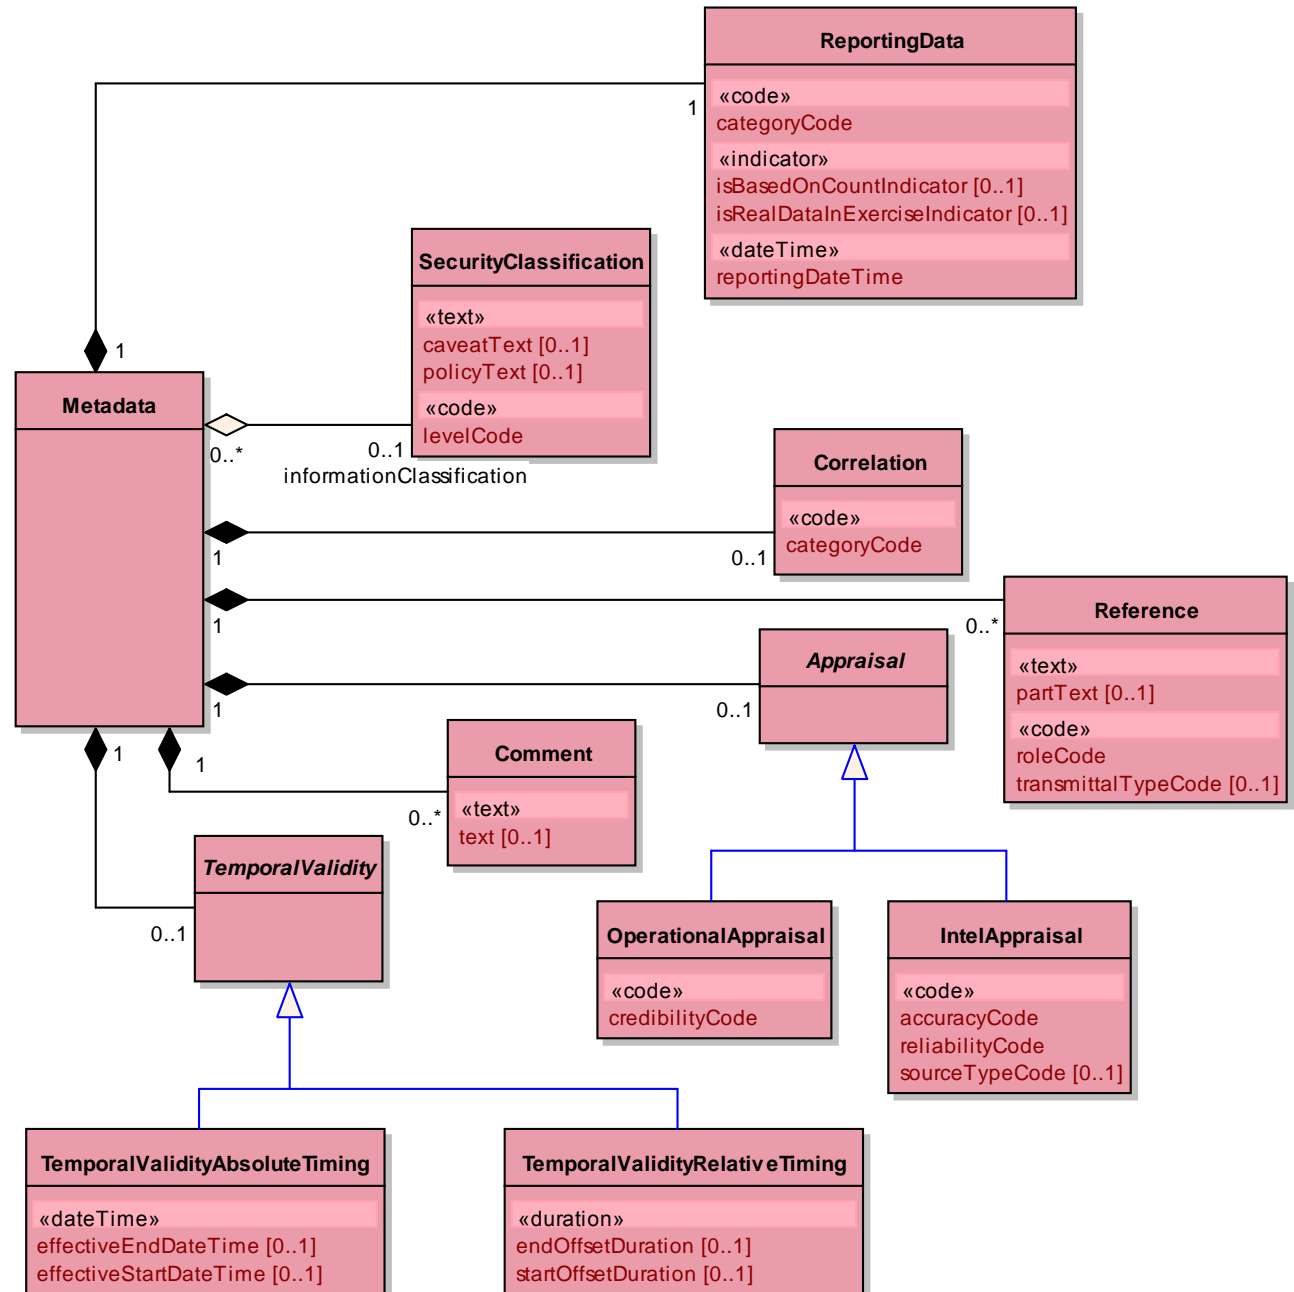 ReportingData
«code»
categoryCode
«indicator»
isBasedOnCountIndicator [0..1]
isRealDataInExerciseIndicator [0..1]
«dateTime»
reportingDateTime
1
1
SecurityClassification
«text»
caveatText [0..1]
policyText [0..1]
«code»
levelCode
Metadata
0..*
0..1
informationClassification
Correlation
«code»
categoryCode
1
0..1
Reference
«text»
partText [0..1]
«code»
roleCode
transmittalTypeCode [0..1]
1
0..*
Appraisal
1
0..1
Comment
«text»
text [0..1]
1
1
0..*
TemporalValidity
0..1
OperationalAppraisal
«code»
credibilityCode
IntelAppraisal
«code»
accuracyCode
reliabilityCode
sourceTypeCode [0..1]
TemporalValidityAbsoluteTiming
«dateTime»
effectiveEndDateTime [0..1]
effectiveStartDateTime [0..1]
TemporalValidityRelativeTiming
«duration»
endOffsetDuration [0..1]
startOffsetDuration [0..1]